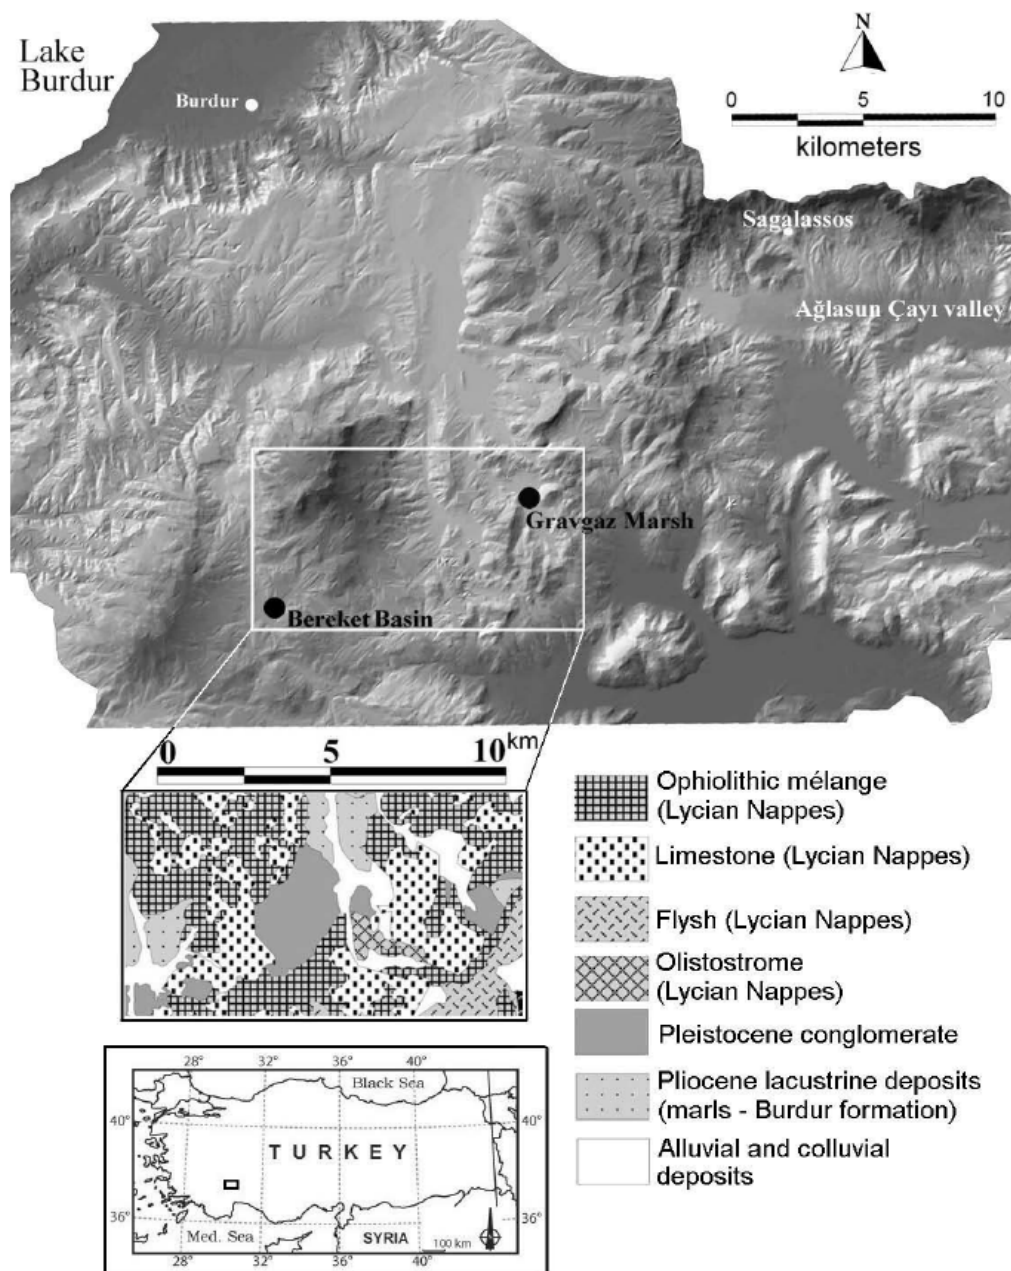 Lake
Burdur
Burdur
N
0 5 10
kilometers
Sagalassos
Ağlasun Çayı valley
*
Gravgaz Marsh
Bereket Basin
0 5 10 km
Ophiolithic mélange
(Lycian Nappes)
Limestone (Lycian Nappes)
Flysh (Lycian Nappes)
Olistostrome
(Lycian Nappes)
Pleistocene conglomerate
Pliocene lacustrine deposits
(marls - Burdur formation)
Alluvial and colluvial
deposits
28° 32° 36° 40°
Black Sea
40° 40°
TURKEY
36° 36°
Med. Sea
SYRIA
100 km
28° 32° 36° 40°